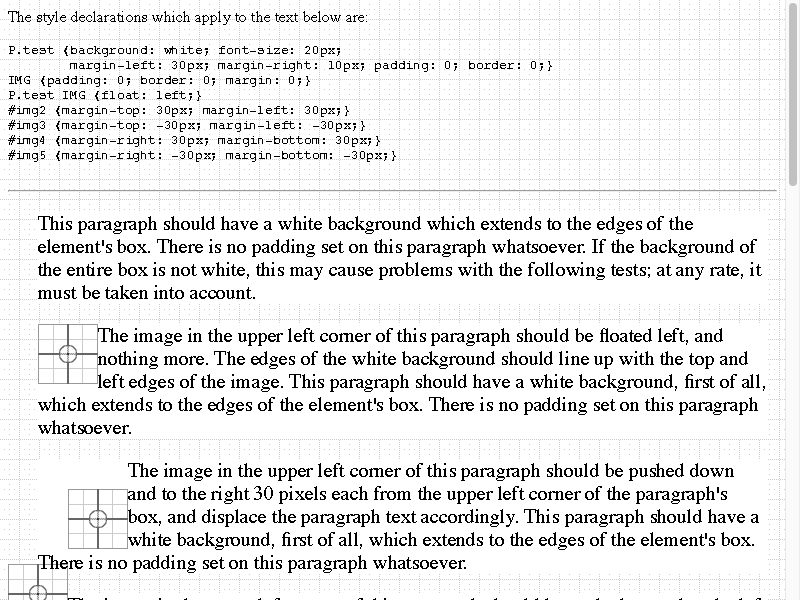 The style declarations which apply to the text below are:
P.test {background: white; font-size: 20px;
margin-left: 30px; margin-right: 10px; padding: 0; border: 0;}
IMG {padding: 0; border: 0; margin: 0;}
P.test IMG {float: left;}
#img2 {margin-top: 30px; margin-left: 30px;}
#img3 {margin-top: -30px; margin-left: -30px;}
#img4 {margin-right: 30px; margin-bottom: 30px;}
#img5 {margin-right: -30px; margin-bottom: -30px;}
This paragraph should have a white background which extends to the edges of the
element's box. There is no padding set on this paragraph whatsoever. If the background of
the entire box is not white, this may cause problems with the following tests; at any rate, it
must be taken into account.
The image in the upper left corner of this paragraph should be floated left, and
nothing more. The edges of the white background should line up with the top and
left edges of the image. This paragraph should have a white background, first of all,
which extends to the edges of the element's box. There is no padding set on this paragraph
whatsoever.
The image in the upper left corner of this paragraph should be pushed down
and to the right 30 pixels each from the upper left corner of the paragraph's
box, and displace the paragraph text accordingly. This paragraph should have a
white background, first of all, which extends to the edges of the element's box.
There is no padding set on this paragraph whatsoever.